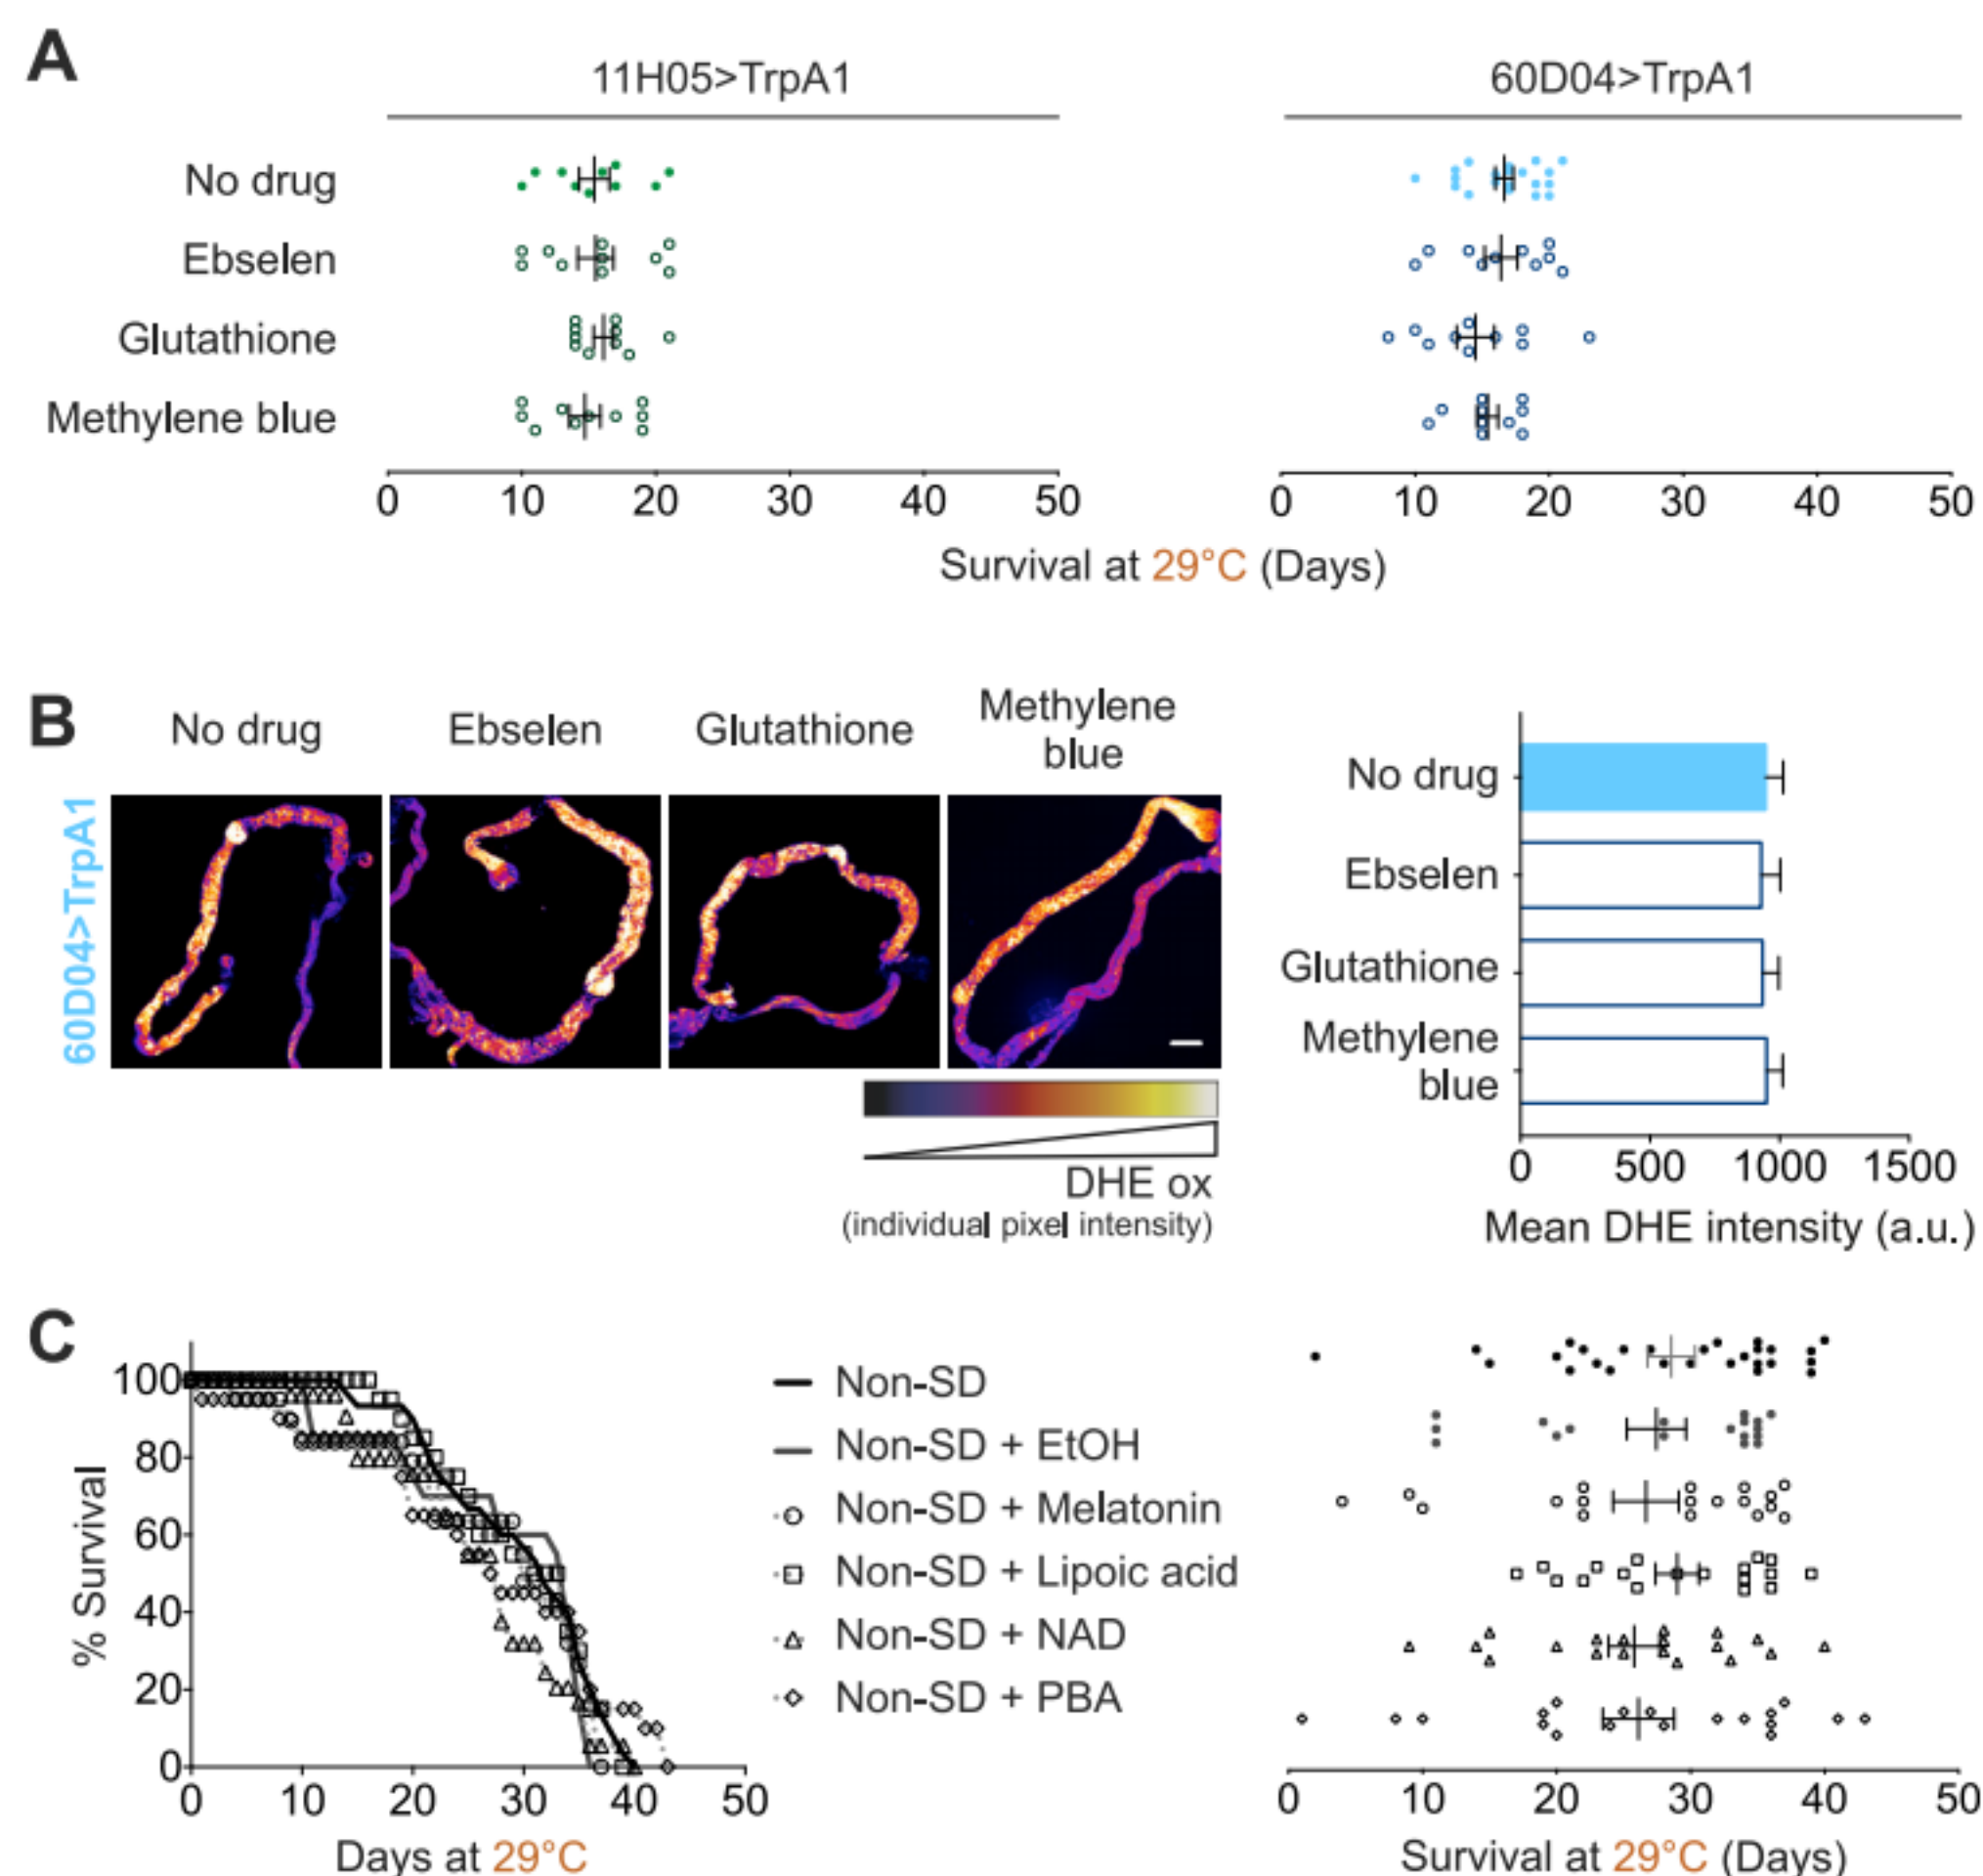 A
11H05>TrpA1
60D04>TrpA1
No drug
Ebselen
Glutathione
Methylene blue
0 10 20 30 40 50
0 10 20 30 40 50
Survival at 29°C (Days)
B
No drug
Ebselen
Glutathione
Methylene
blue
60D04>TrpA1
DHE ox
(individual pixel intensity)
No drug
Ebselen
Glutathione
Methylene
blue
0 500 1000 1500
Mean DHE intensity (a.u.)
C
% Survival
100
80
60
40
20
0
0 10 20 30 40 50
Days at 29°C
Non-SD
Non-SD + EtOH
Non-SD + Melatonin
Non-SD + Lipoic acid
Non-SD + NAD
Non-SD + PBA
0 10 20 30 40 50
Survival at 29°C (Days)